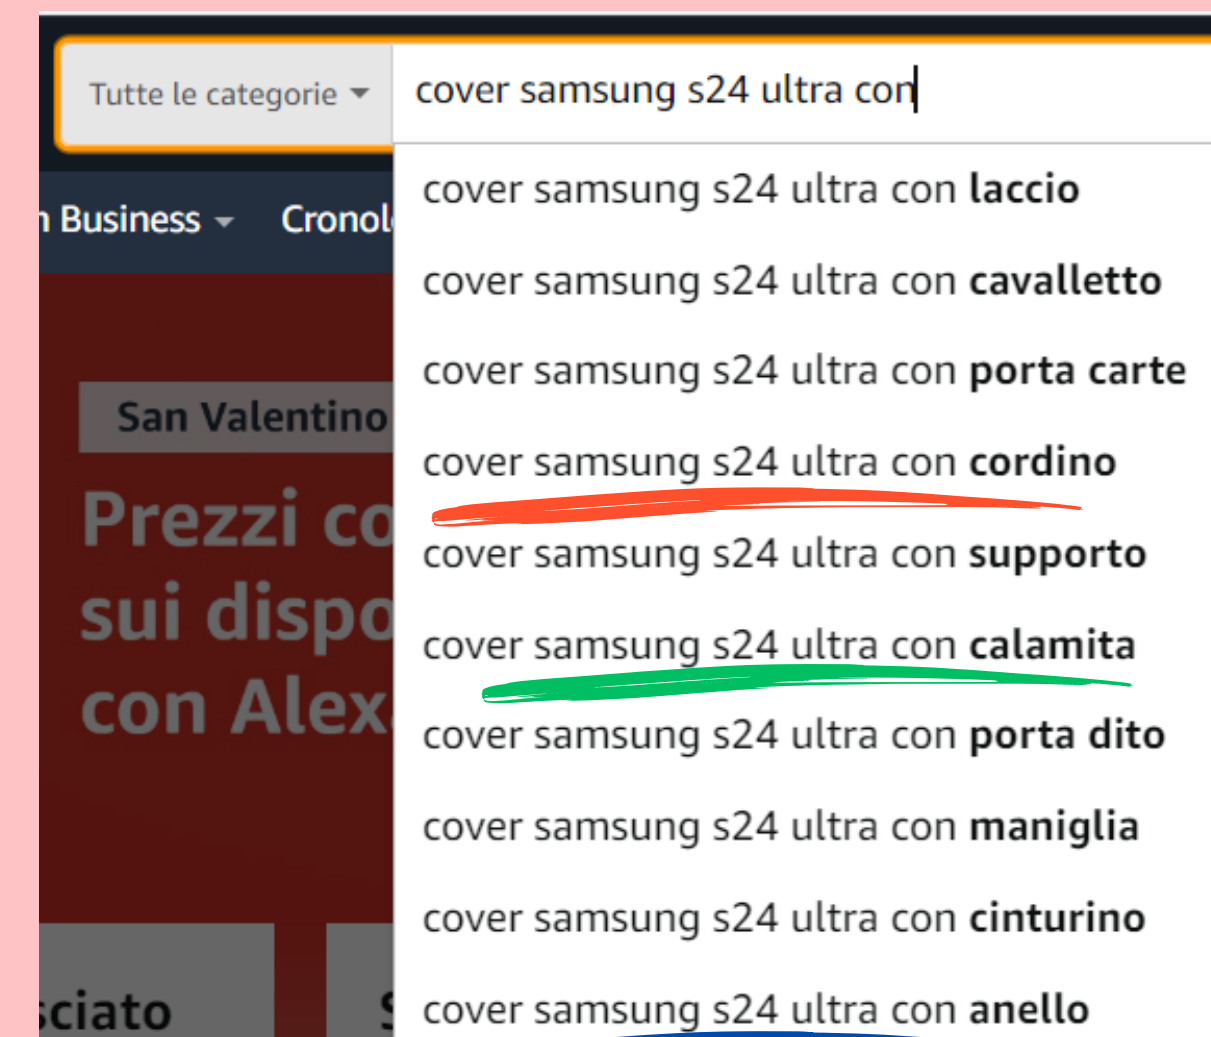 Tutte le categorie
cover samsung s24 ultra con
cover samsung s24 ultra con laccio
Business
cover samsung s24 ultra con cavalletto
cover samsung s24 ultra con porta carte
San Valentino
cover samsung s24 ultra con cordino
Prezzi
cover samsung s24 ultra con supporto
sui
cover samsung s24 ultra con calamita
con
cover samsung s24 ultra con porta dito
cover samsung s24 ultra con maniglia
cover samsung s24 ultra con cinturino
cover samsung s24 ultra con anello